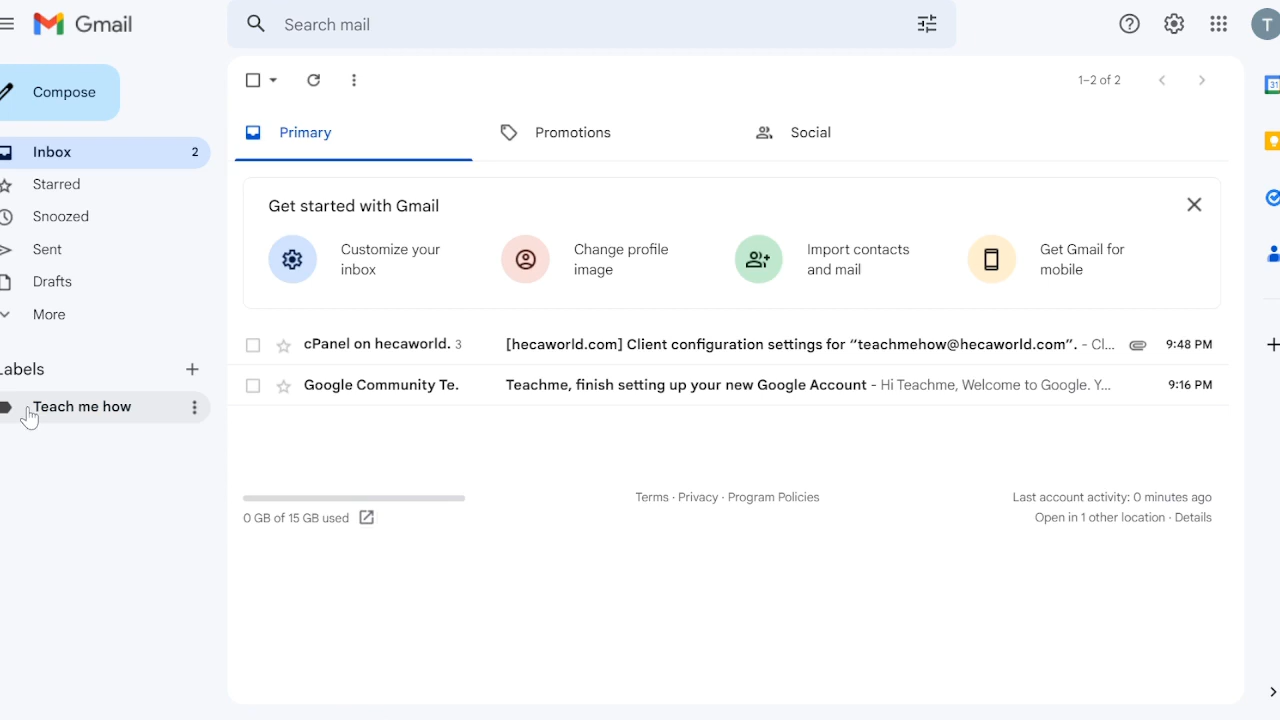 Gmail
Search mail
T
Compose
1–2 of 2
31
Primary
Promotions
Social
Inbox 2
Starred
Snoozed
Sent
Drafts
More
Get started with Gmail
Customize your
inbox
Change profile
image
Import contacts
and mail
Get Gmail for
mobile
cPanel on hecaworld. 3 [hecaworld.com] Client configuration settings for “teachmehow@hecaworld.com”. - Cl... 9:48 PM
Labels
Google Community Te. Teachme, finish setting up your new Google Account - Hi Teachme, Welcome to Google. Y... 9:16 PM
Teach me how
Terms · Privacy · Program Policies
Last account activity: 0 minutes ago
0 GB of 15 GB used
Open in 1 other location · Details